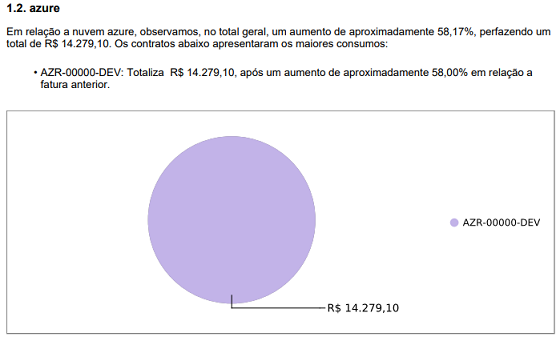 1.2. azure
Em relação a nuvem azure, observamos, no total geral, um aumento de aproximadamente 58,17%, perfazendo um
total de R$ 14.279,10. Os contratos abaixo apresentaram os maiores consumos:
• AZR-00000-DEV: Totaliza  R$ 14.279,10, após um aumento de aproximadamente 58,00% em relação a
fatura anterior.
AZR-00000-DEV
R$ 14.279,10